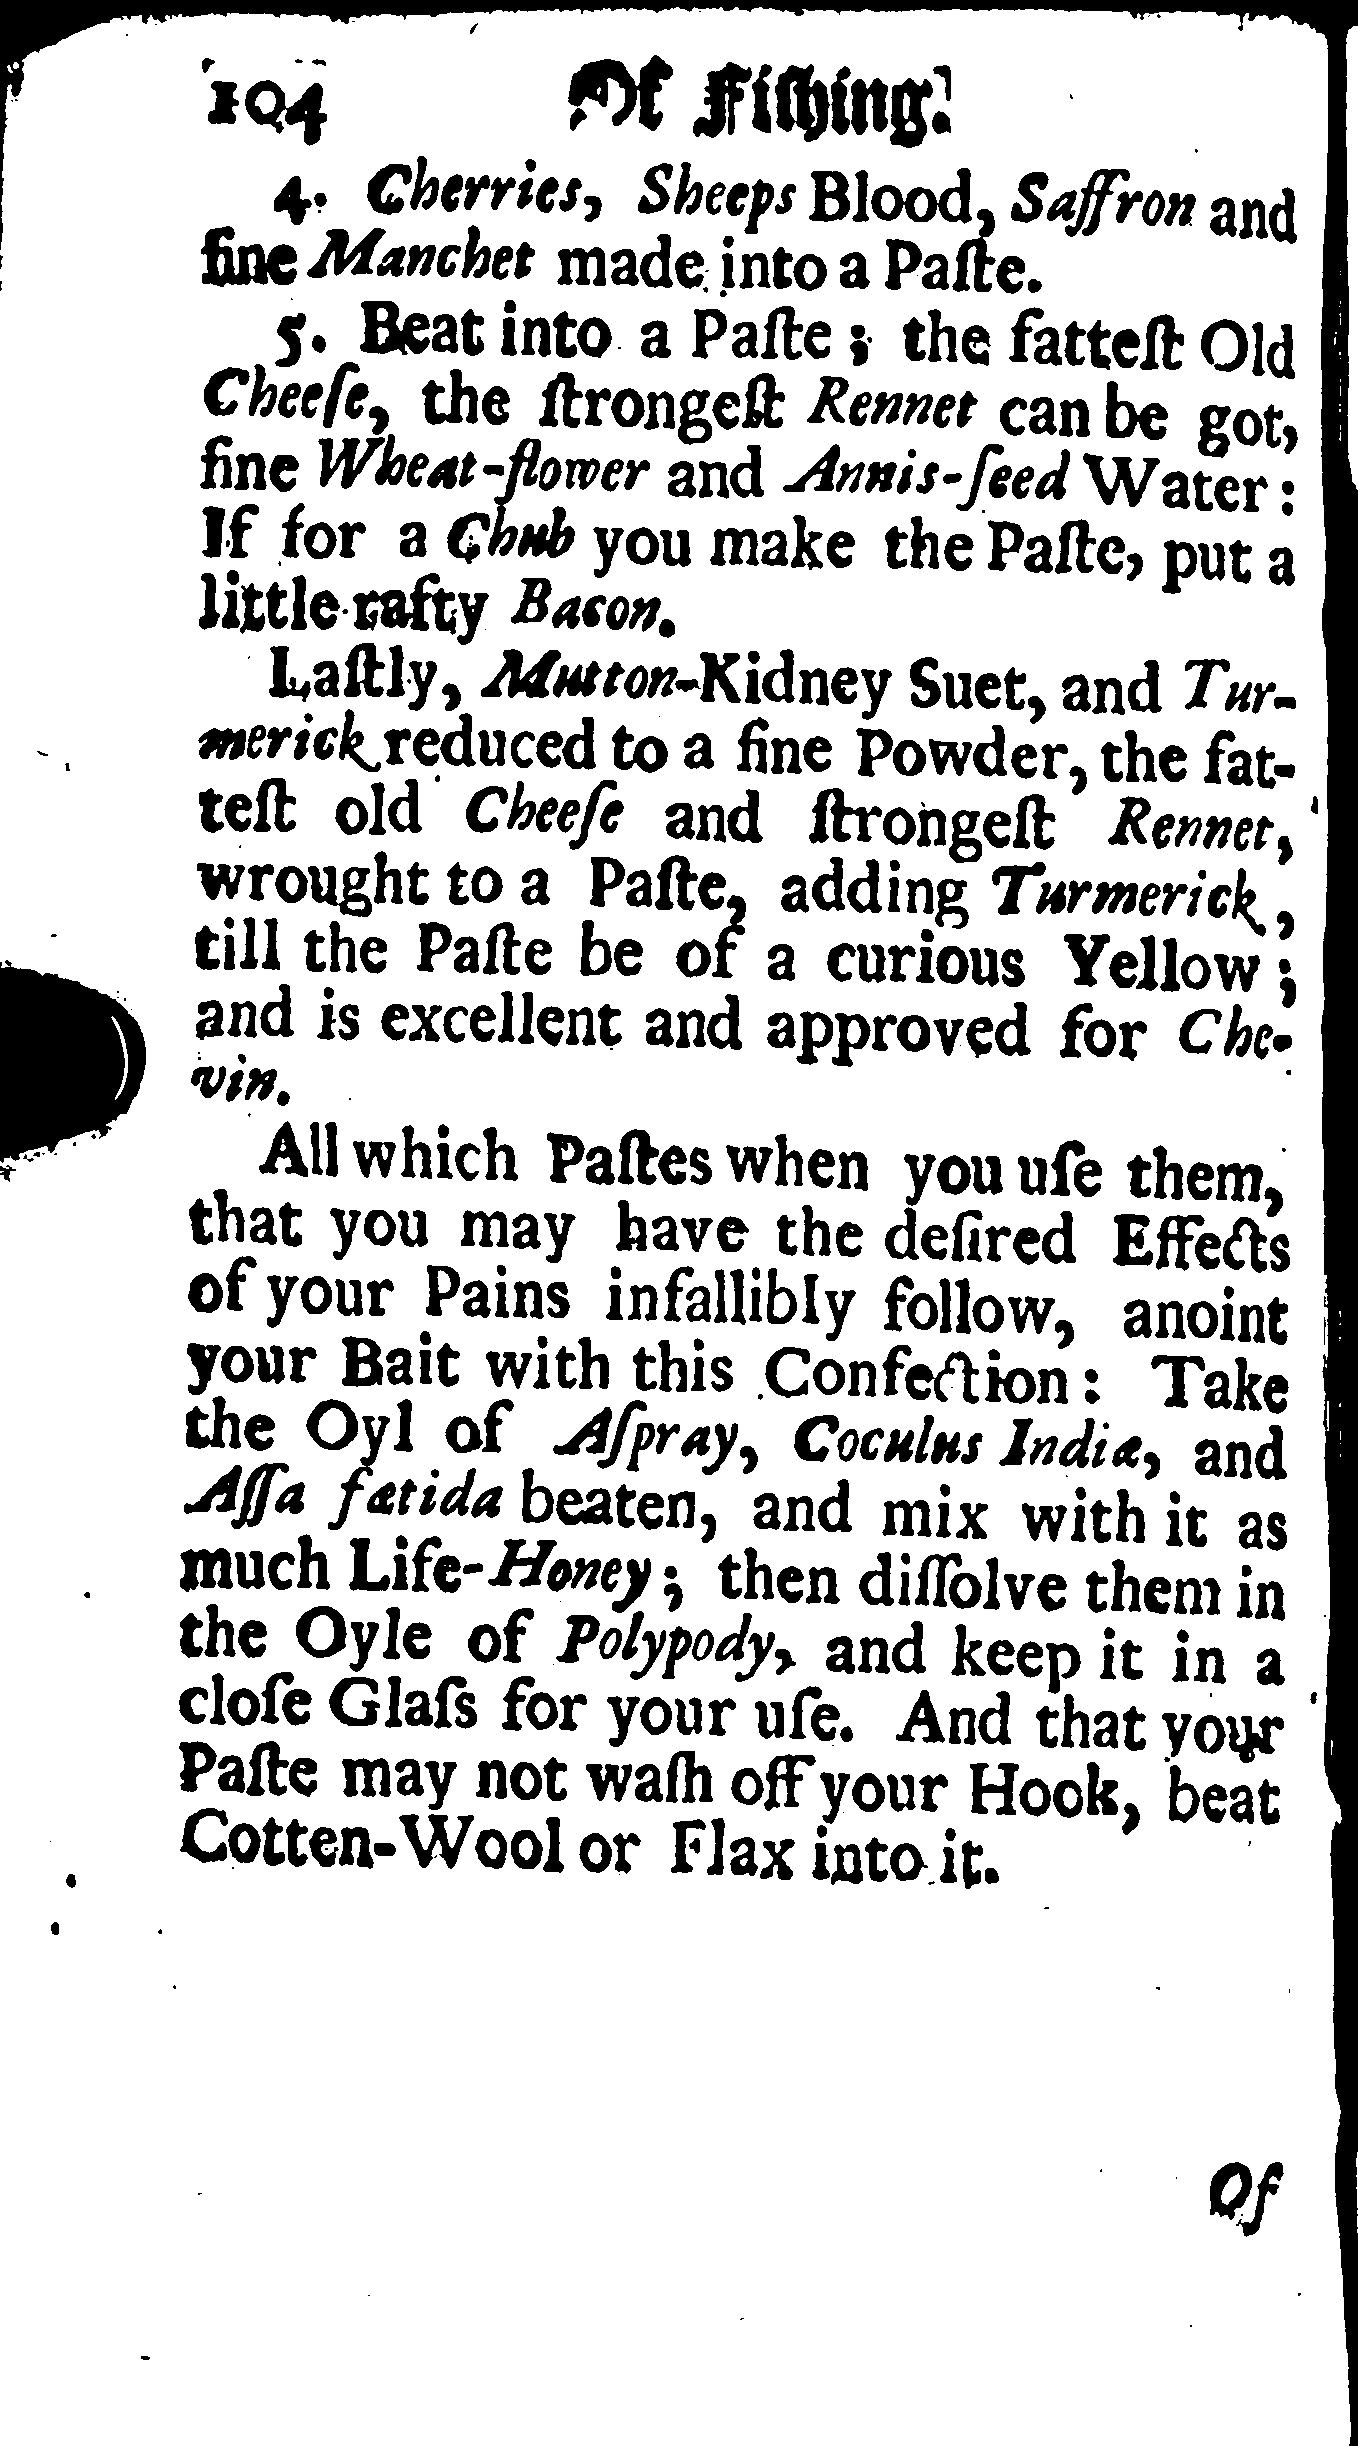 104 Of Fiſhing.
4. Cherries, Sheeps Blood, Saffron and
fine Manchet made into a Paſte.
5. Beat into a Paſte; the fatteſt Old
Cheeſe, the ſtrongeſt Rennet can be got,
fine Wheat-flower and Annis-ſeed Water:
If for a Chub you make the Paſte, put a
little rafty Bacon.
Laſtly, Mutton-Kidney Suet, and Tur-
merick reduced to a fine Powder, the fat-
teſt old Cheeſe and ſtrongeſt Rennet,
wrought to a Paſte, adding Turmerick,
till the Paſte be of a curious Yellow;
and is excellent and approved for Che-
vin.
All which Paſtes when you uſe them,
that you may have the deſired Effects
of your Pains infallibly follow, anoint
your Bait with this Confection: Take
the Oyl of Aſpray, Coculus Indiæ, and
Aſſa fætida beaten, and mix with it as
much Life-Honey; then diſſolve them in
the Oyle of Polypody, and keep it in a
cloſe Glaſs for your uſe. And that your
Paſte may not waſh off your Hook, beat
Cotten-Wool or Flax into it.
Of